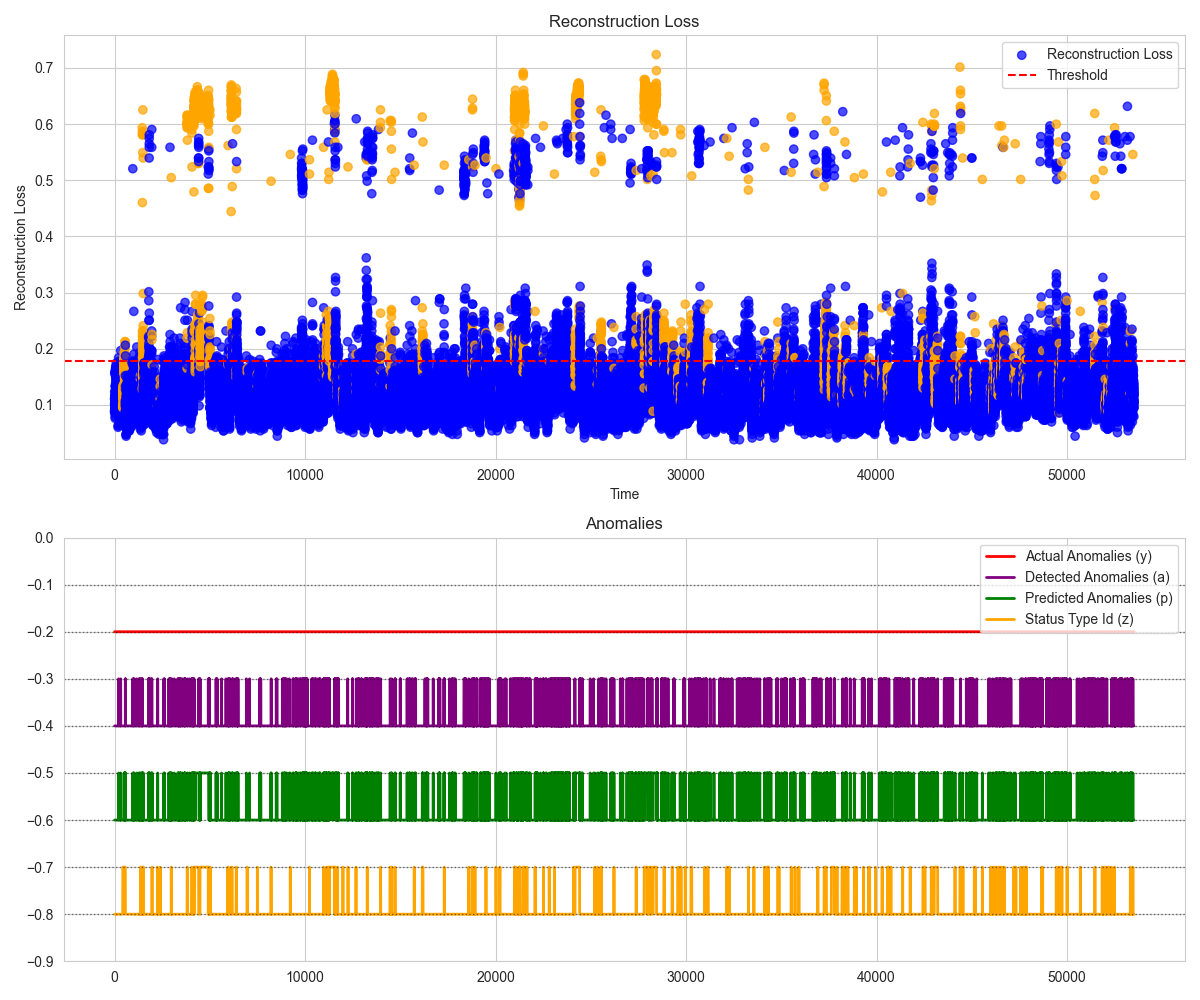 Reconstruction Loss
Reconstruction Loss
Threshold
Reconstruction Loss
0.7
0.6
0.5
0.4
0.3
0.2
0.1
0 10000 20000 30000 40000 50000
Time
Anomalies
Actual Anomalies (y)
Detected Anomalies (a)
Predicted Anomalies (p)
Status Type Id (z)
0.0
−0.1
−0.2
−0.3
−0.4
−0.5
−0.6
−0.7
−0.8
−0.9
0 10000 20000 30000 40000 50000